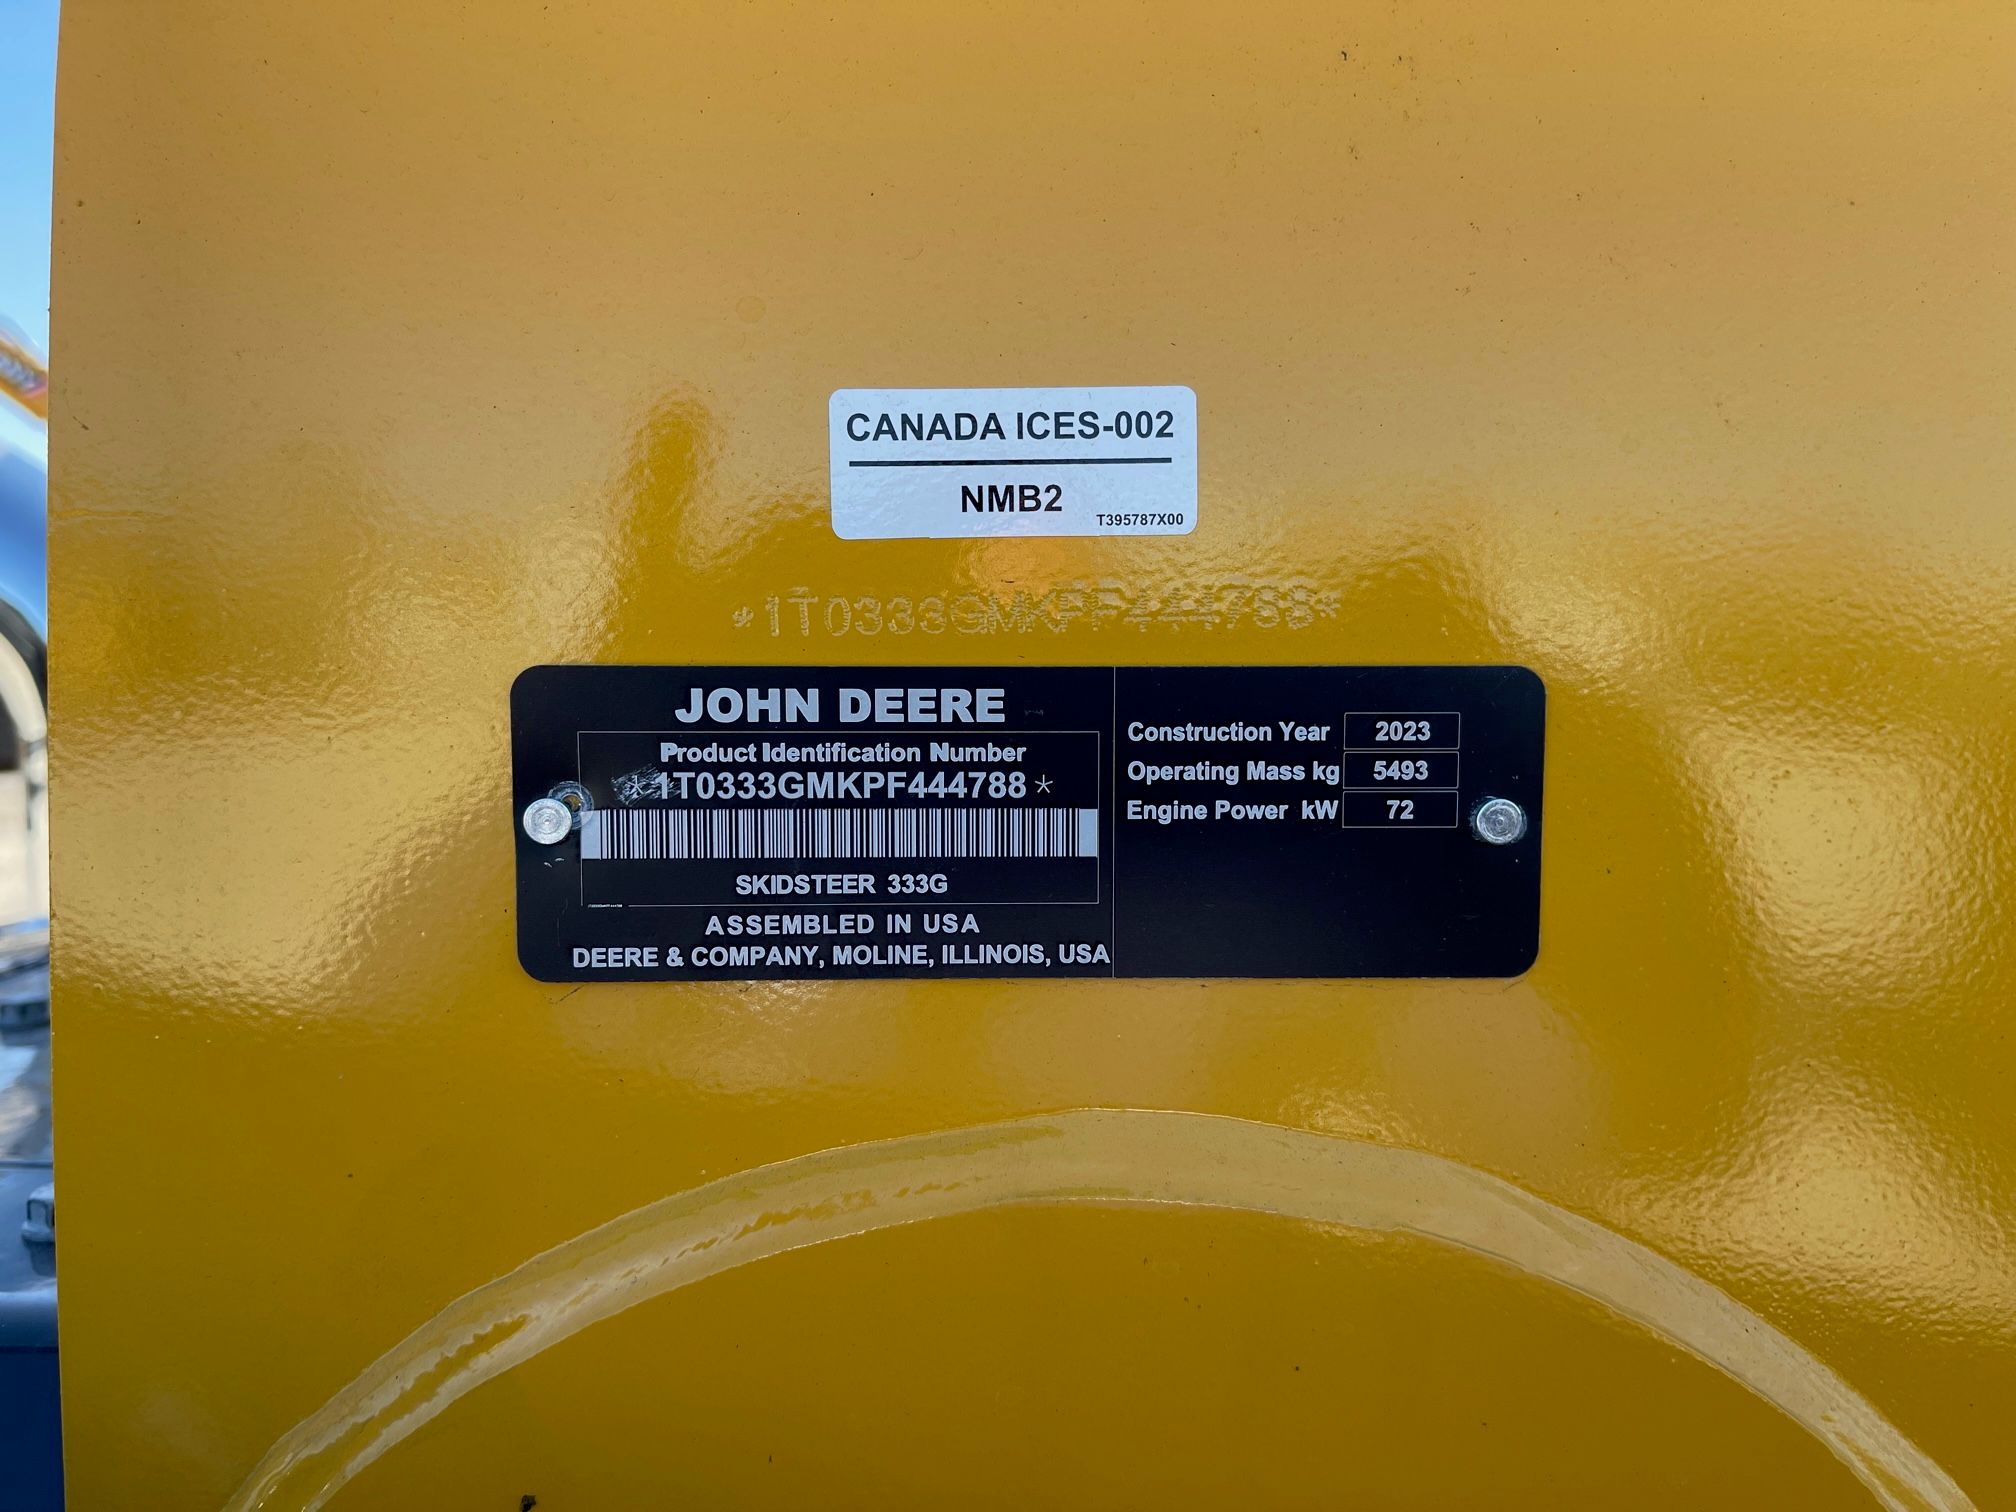 CANADA ICES-002
NMB2
T395787X00
*1T0333GMKPF444788*
JOHN DEERE
Product Identification Number
*1T0333GMKPF444788*
SKIDSTEER 333G
ASSEMBLED IN USA
DEERE & COMPANY, MOLINE, ILLINOIS, USA
Construction Year 2023
Operating Mass kg 5493
Engine Power kW 72